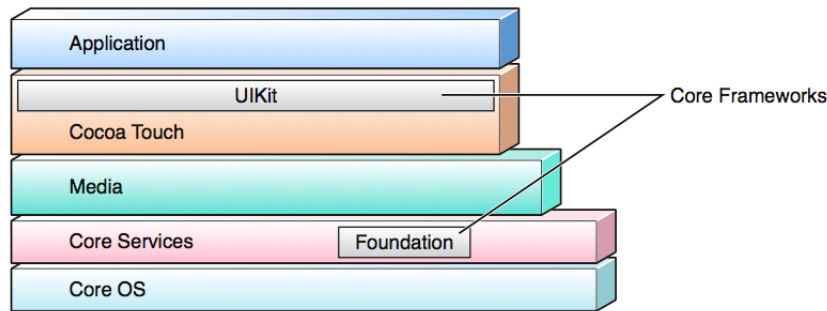 Application
UIKit
Core Frameworks
Cocoa Touch
Media
Core Services
Foundation
Core OS